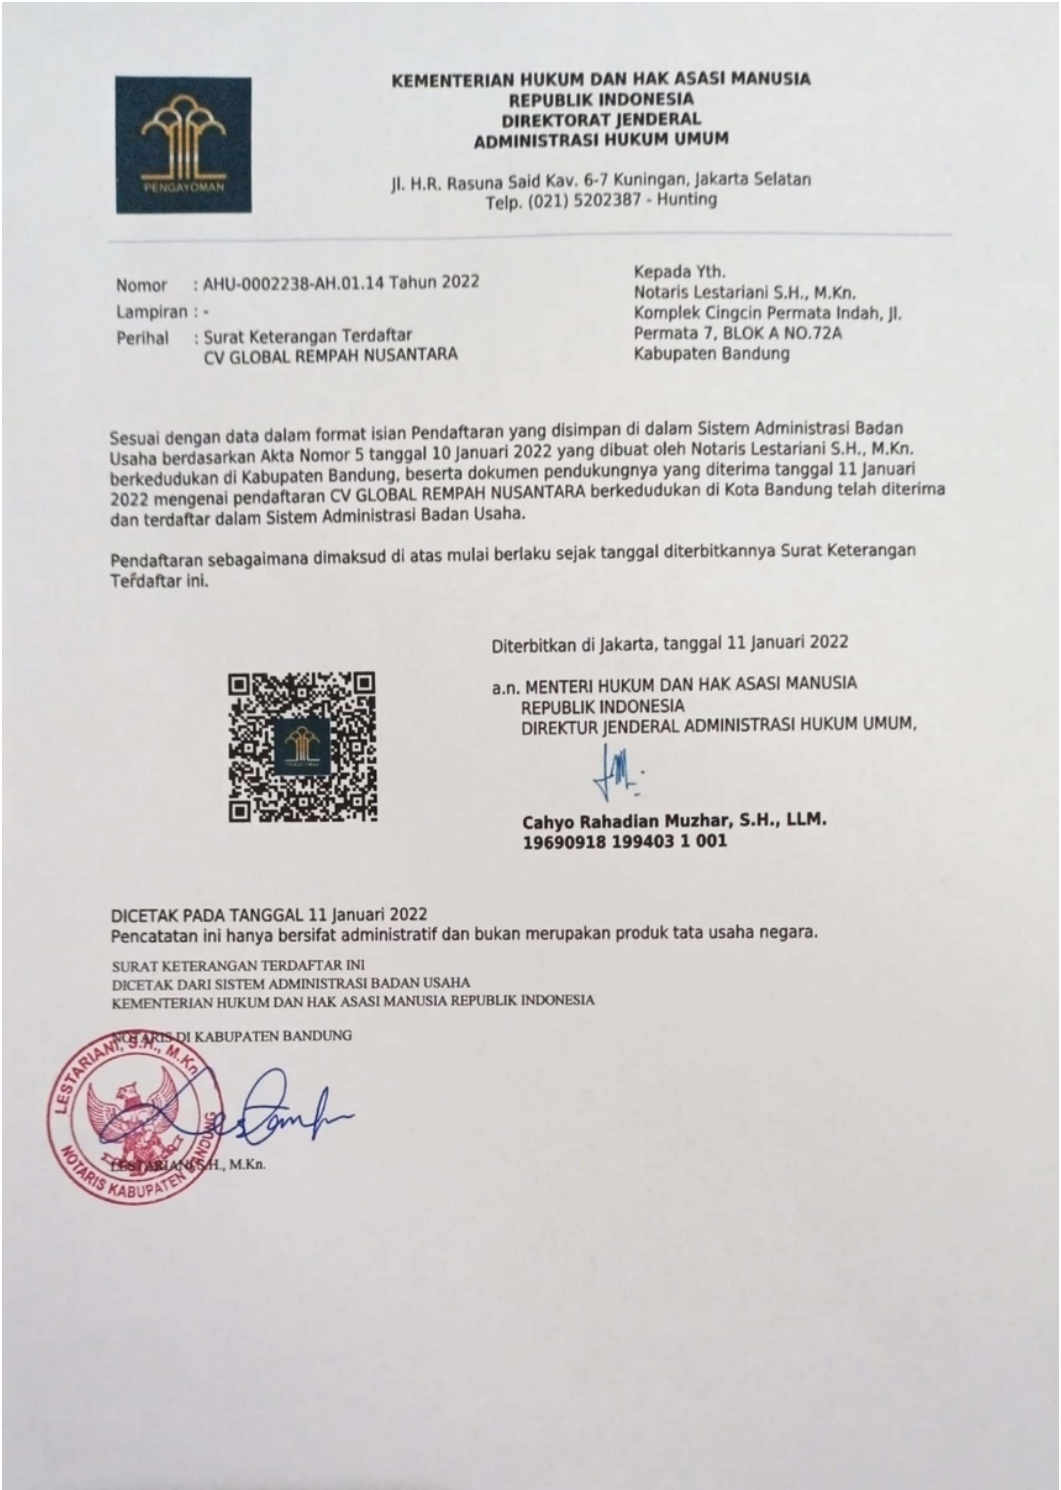 PENGAYOMAN
KEMENTERIAN HUKUM DAN HAK ASASI MANUSIA
REPUBLIK INDONESIA
DIREKTORAT JENDERAL
ADMINISTRASI HUKUM UMUM
Jl. H.R. Rasuna Said Kav. 6-7 Kuningan, Jakarta Selatan
Telp. (021) 5202387 - Hunting
Nomor : AHU-0002238-AH.01.14 Tahun 2022
Lampiran : -
Perihal : Surat Keterangan Terdaftar
CV GLOBAL REMPAH NUSANTARA
Kepada Yth.
Notaris Lestariani S.H., M.Kn.
Komplek Cingcin Permata Indah, Jl.
Permata 7, BLOK A NO.72A
Kabupaten Bandung
Sesuai dengan data dalam format isian Pendaftaran yang disimpan di dalam Sistem Administrasi Badan
Usaha berdasarkan Akta Nomor 5 tanggal 10 Januari 2022 yang dibuat oleh Notaris Lestariani S.H., M.Kn.
berkedudukan di Kabupaten Bandung, beserta dokumen pendukungnya yang diterima tanggal 11 Januari
2022 mengenai pendaftaran CV GLOBAL REMPAH NUSANTARA berkedudukan di Kota Bandung telah diterima
dan terdaftar dalam Sistem Administrasi Badan Usaha.
Pendaftaran sebagaimana dimaksud di atas mulai berlaku sejak tanggal diterbitkannya Surat Keterangan
Terdaftar ini.
Diterbitkan di Jakarta, tanggal 11 Januari 2022
a.n. MENTERI HUKUM DAN HAK ASASI MANUSIA
REPUBLIK INDONESIA
DIREKTUR JENDERAL ADMINISTRASI HUKUM UMUM,
Cahyo Rahadian Muzhar, S.H., LLM.
19690918 199403 1 001
DICETAK PADA TANGGAL 11 Januari 2022
Pencatatan ini hanya bersifat administratif dan bukan merupakan produk tata usaha negara.
SURAT KETERANGAN TERDAFTAR INI
DICETAK DARI SISTEM ADMINISTRASI BADAN USAHA
KEMENTERIAN HUKUM DAN HAK ASASI MANUSIA REPUBLIK INDONESIA
NOTARIS DI KABUPATEN BANDUNG
LESTARIANI, S.H., M.Kn
NOTARIS KABUPATEN BANDUNG
LESTARIANI S.H., M.Kn.